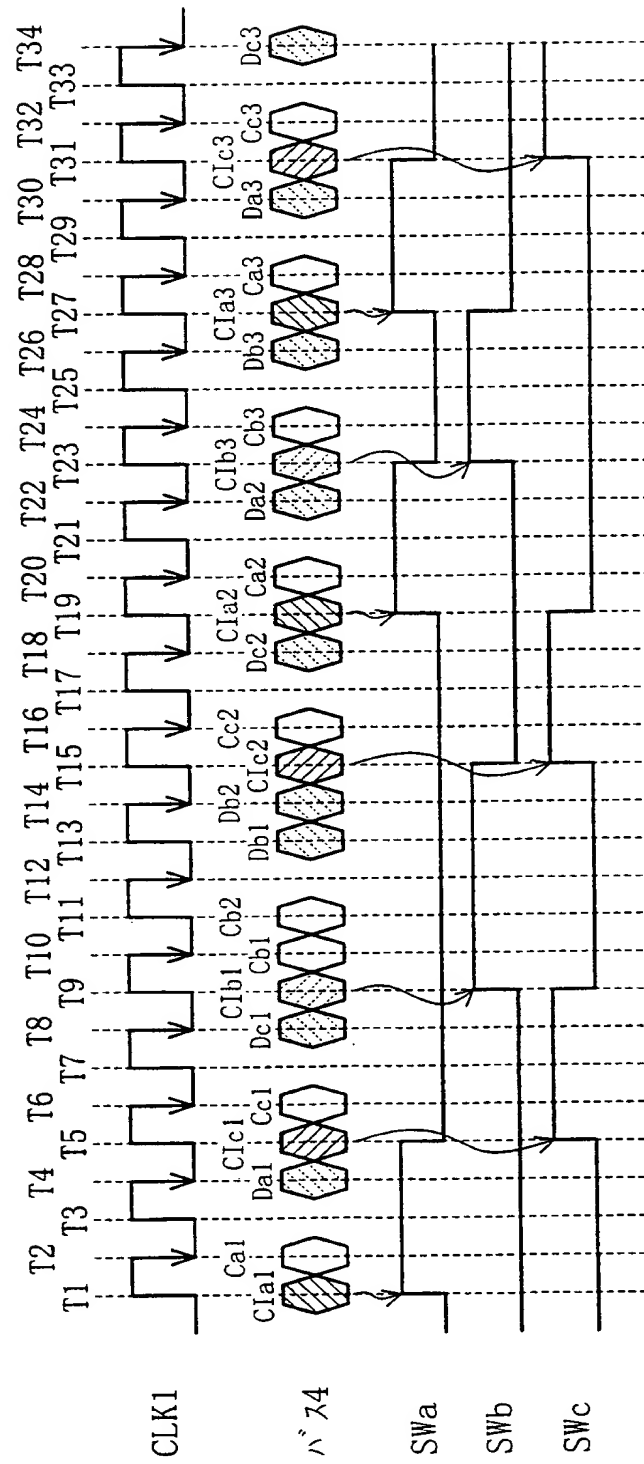 T1 T2 T3 T4 T5 T6 T7 T8 T9 T10 T11 T12 T13 T14 T15 T16 T17 T18 T19 T20 T21 T22 T23 T24 T25 T26 T27 T28 T29 T30 T31 T32 T33 T34
CLK1
バス4
CIa1 Ca1 Da1 CIc1 Cc1 Dc1 CIb1 Cb1 Cb2 Db1 Db2 CIc2 Cc2 Dc2 CIa2 Ca2 Da2 CIb3 Cb3 Db3 CIa3 Ca3 Da3 CIc3 Cc3 Dc3
SWa
SWb
SWc